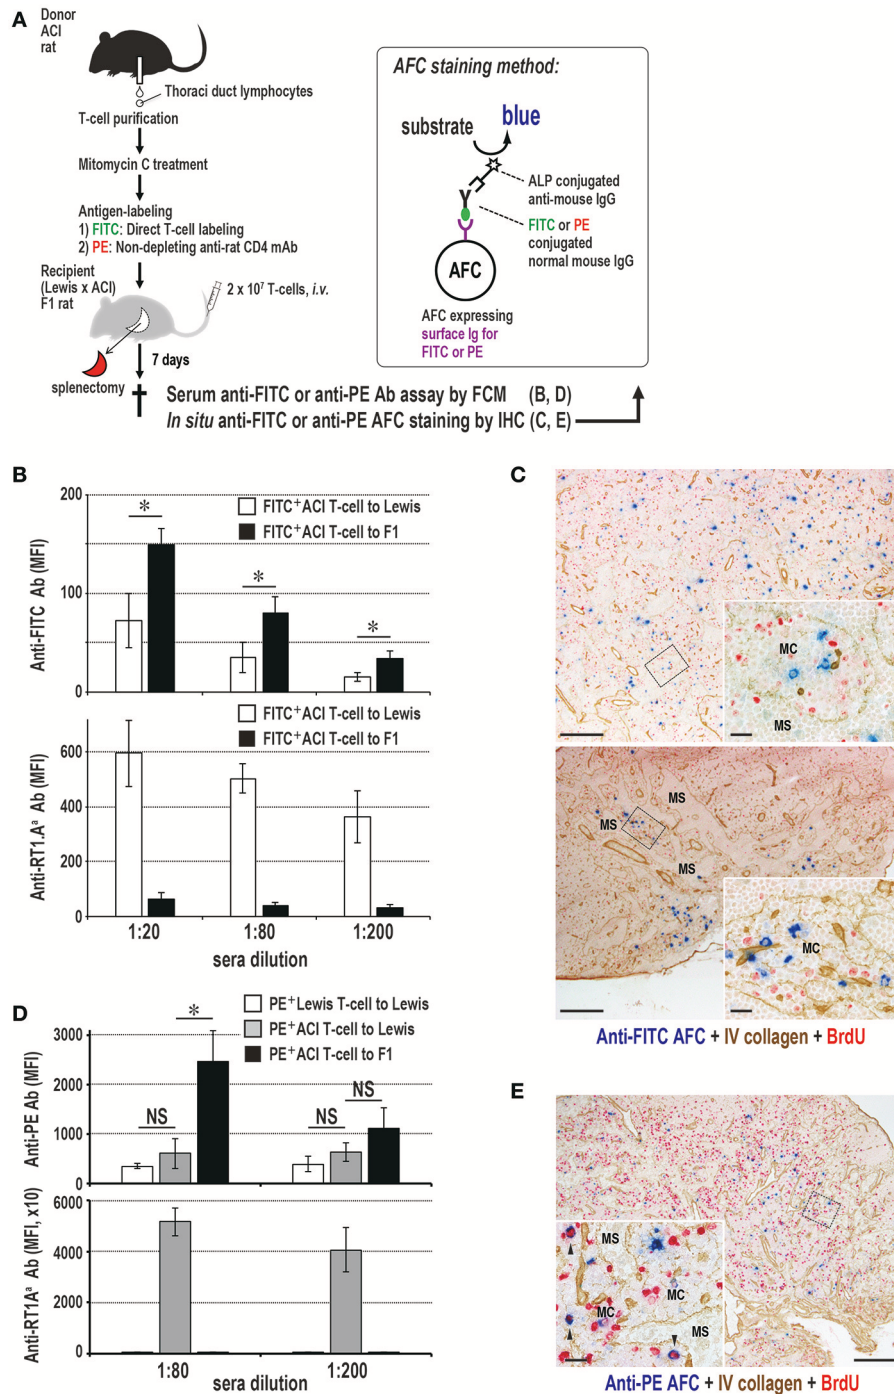 A
Donor
ACI
rat
Thoraci duct lymphocytes
T-cell purification
Mitomycin C treatment
Antigen-labeling
1) FITC: Direct T-cell labeling
2) PE: Non-depleting anti-rat CD4 mAb
Recipient
(Lewis x ACI)
F1 rat
2 x 10⁷ T-cells, i.v.
7 days
splenectomy
Serum anti-FITC or anti-PE Ab assay by FCM (B, D)
In situ anti-FITC or anti-PE AFC staining by IHC (C, E)
AFC staining method:
substrate
blue
ALP conjugated
anti-mouse IgG
FITC or PE
conjugated
normal mouse IgG
AFC
AFC expressing
surface Ig for
FITC or PE
B
200
100
0
Anti-FITC Ab (MFI)
FITC⁺ACI T-cell to Lewis
FITC⁺ACI T-cell to F1
*
*
*
FITC⁺ACI T-cell to Lewis
FITC⁺ACI T-cell to F1
600
400
200
0
Anti-RT1.Aᵃ Ab (MFI)
1:20
1:80
1:200
sera dilution
C
MC
MS
MS
MS
MS
MC
Anti-FITC AFC + IV collagen + BrdU
D
PE⁺Lewis T-cell to Lewis
PE⁺ACI T-cell to Lewis
PE⁺ACI T-cell to F1
3000
2000
1000
0
Anti-PE Ab (MFI)
NS
*
NS
NS
6000
4000
2000
0
Anti-RT1Aᵃ Ab (MFI, x10)
1:80
1:200
sera dilution
E
MS
MC
MC
MS
Anti-PE AFC + IV collagen + BrdU